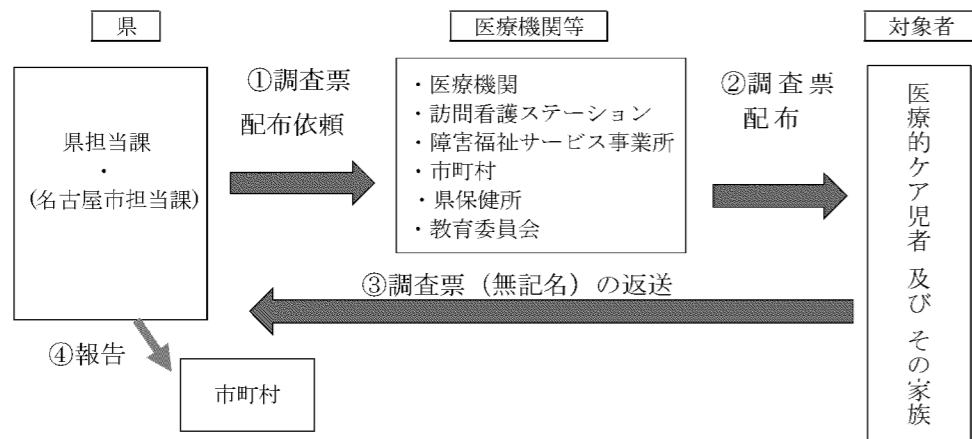 県
医療機関等
対象者
県担当課
・
(名古屋市担当課)
①調査票
配布依頼
・医療機関
・訪問看護ステーション
・障害福祉サービス事業所
・市町村
・県保健所
・教育委員会
②調査票
配布
医療的ケア児者 及び その家族
③調査票（無記名）の返送
④報告
市町村